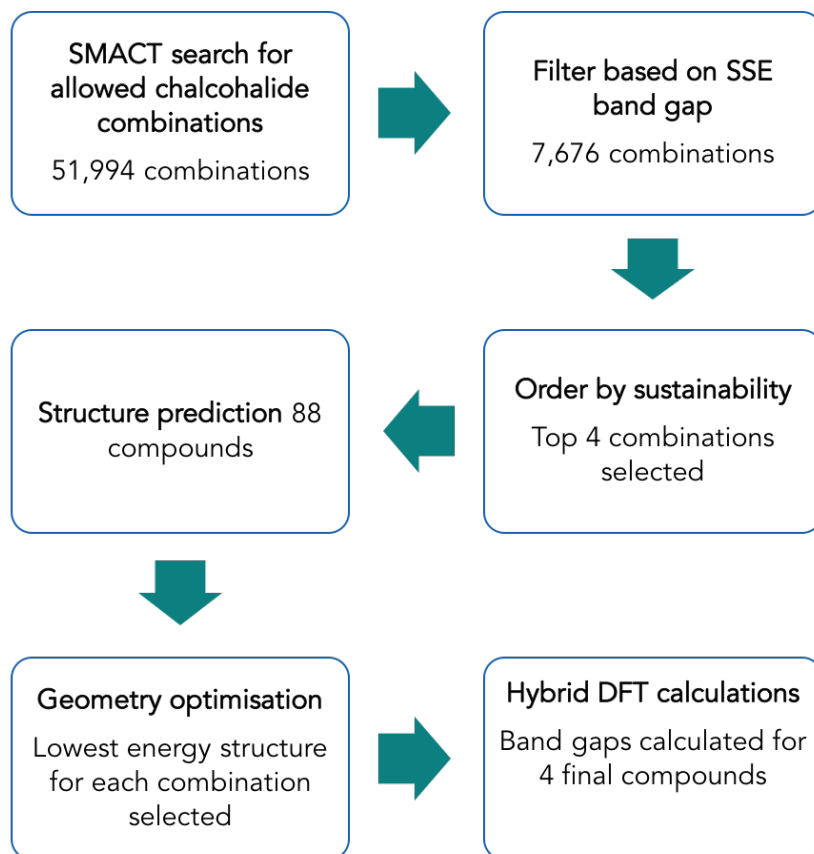 SMACT search for
allowed chalcohalide
combinations
51,994 combinations
Filter based on SSE
band gap
7,676 combinations
Order by sustainability
Top 4 combinations
selected
Structure prediction 88
compounds
Geometry optimisation
Lowest energy structure
for each combination
selected
Hybrid DFT calculations
Band gaps calculated for
4 final compounds